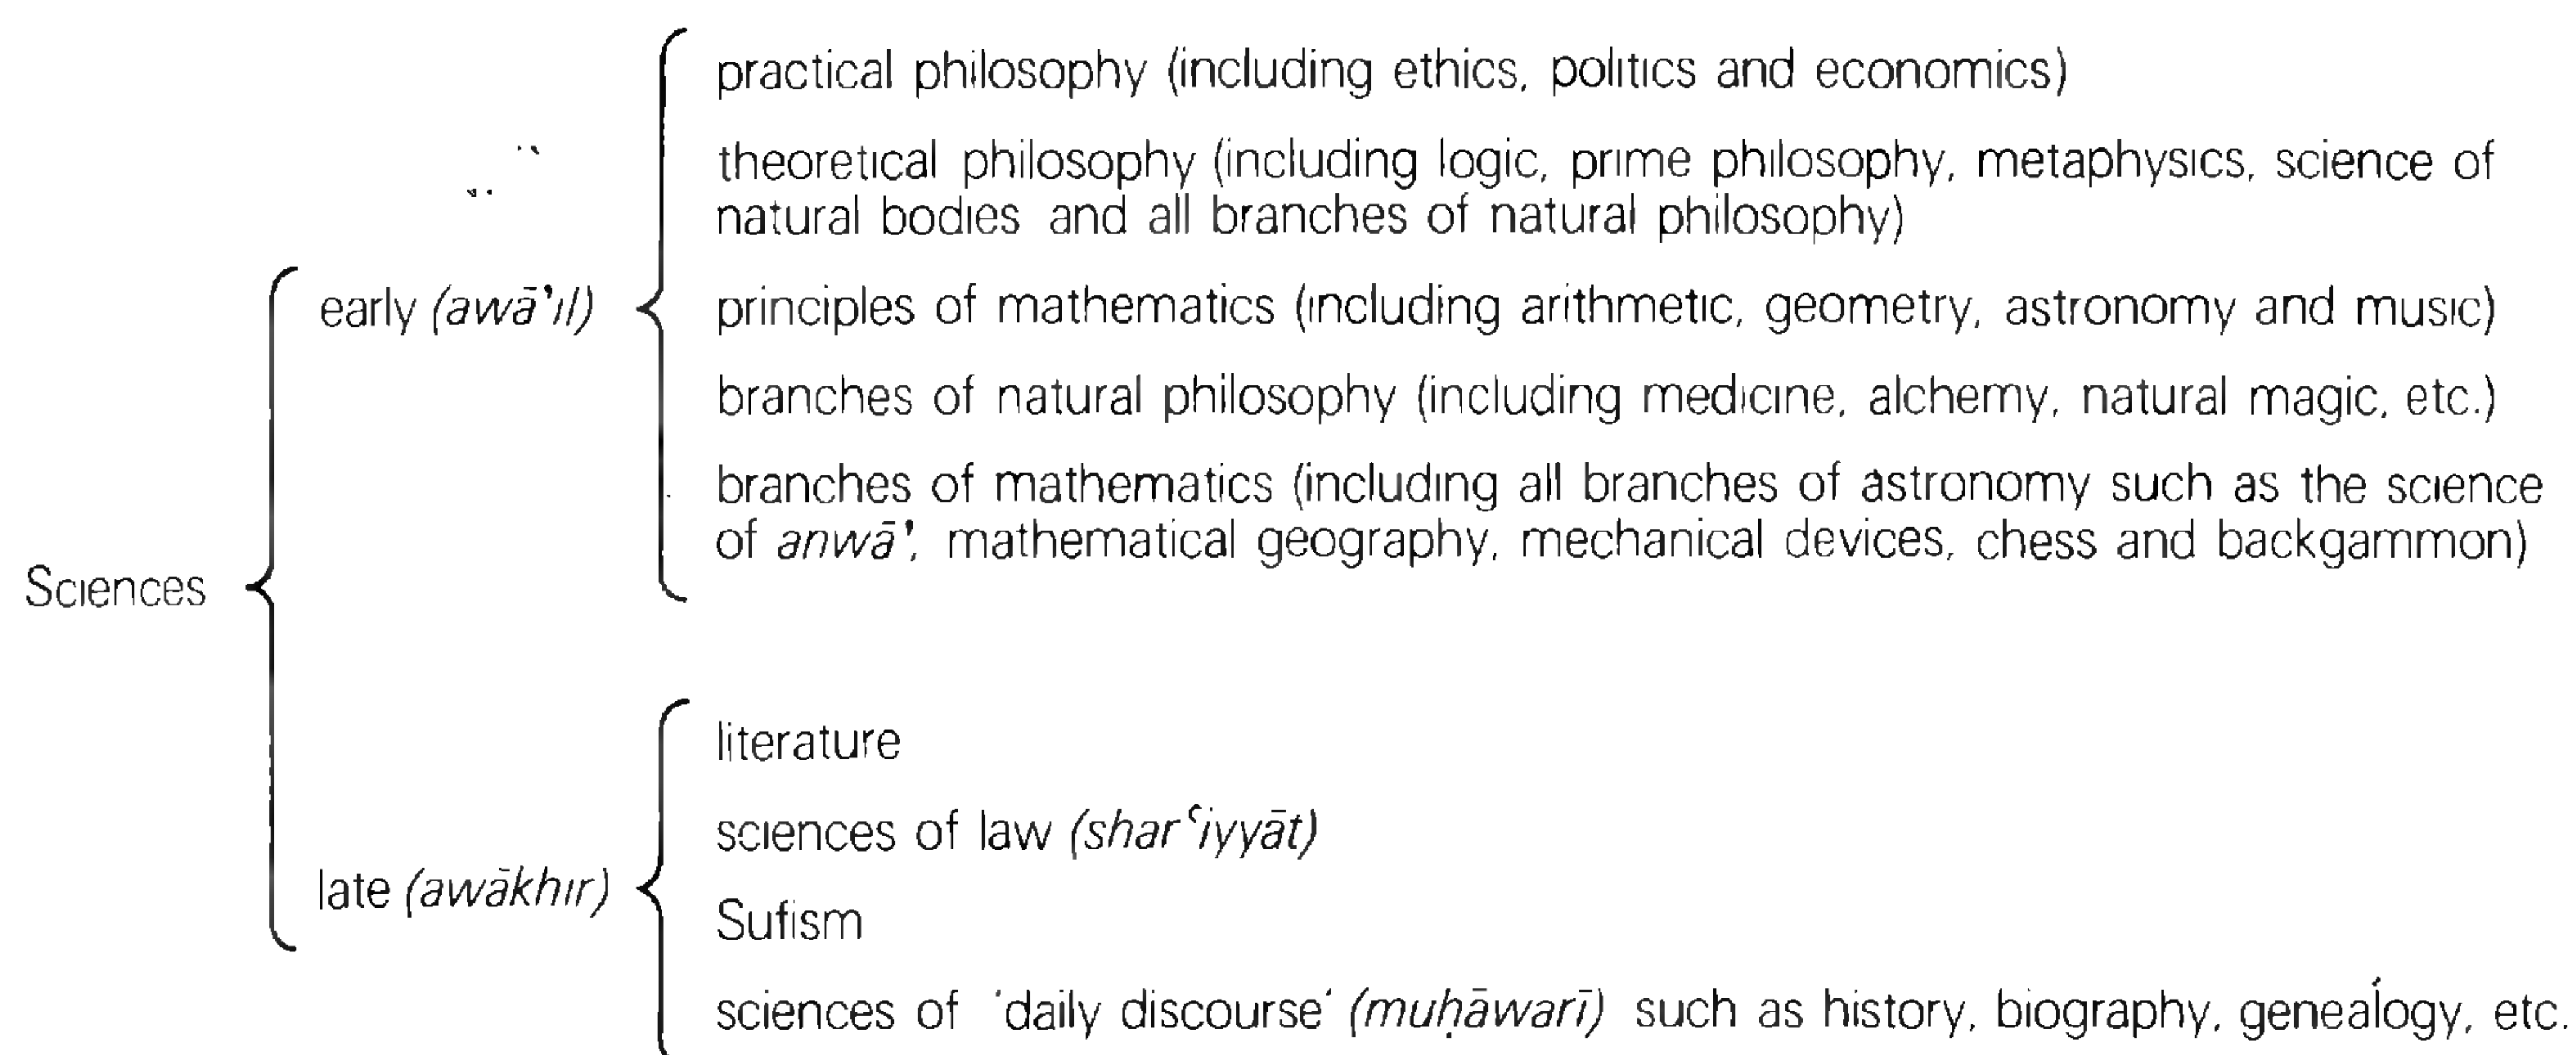 practical philosophy (including ethics, politics and economics)
theoretical philosophy (including logic, prime philosophy, metaphysics, science of
natural bodies and all branches of natural philosophy)
early (awā’il)
principles of mathematics (including arithmetic, geometry, astronomy and music)
branches of natural philosophy (including medicine, alchemy, natural magic, etc.)
branches of mathematics (including all branches of astronomy such as the science
of anwā’, mathematical geography, mechanical devices, chess and backgammon)
Sciences
literature
sciences of law (shar‘iyyāt)
late (awākhir)
Sufism
sciences of 'daily discourse' (muḥāwarī) such as history, biography, genealogy, etc.